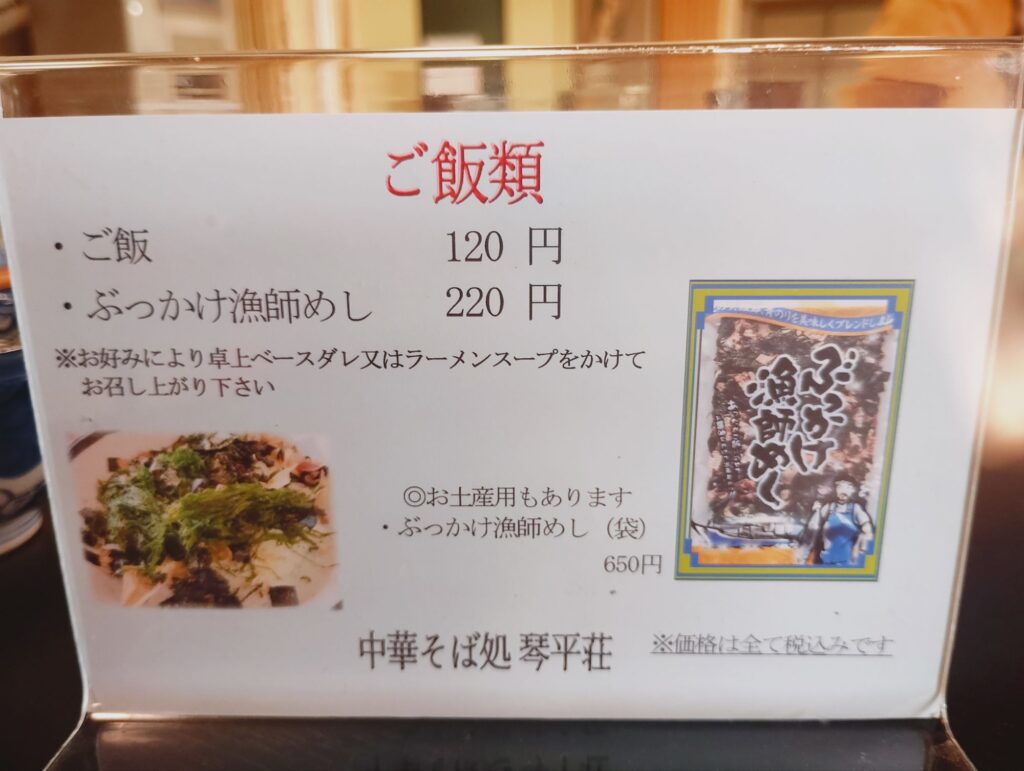 ご飯類
・ご飯 120 円
・ぶっかけ漁師めし 220 円
※お好みにより卓上ベースダレ又はラーメンスープをかけて
お召し上がり下さい
ぶっかけ
漁師めし
◎お土産用もあります
・ぶっかけ漁師めし (袋)
650円
中華そば処 琴平荘
※価格は全て税込みです